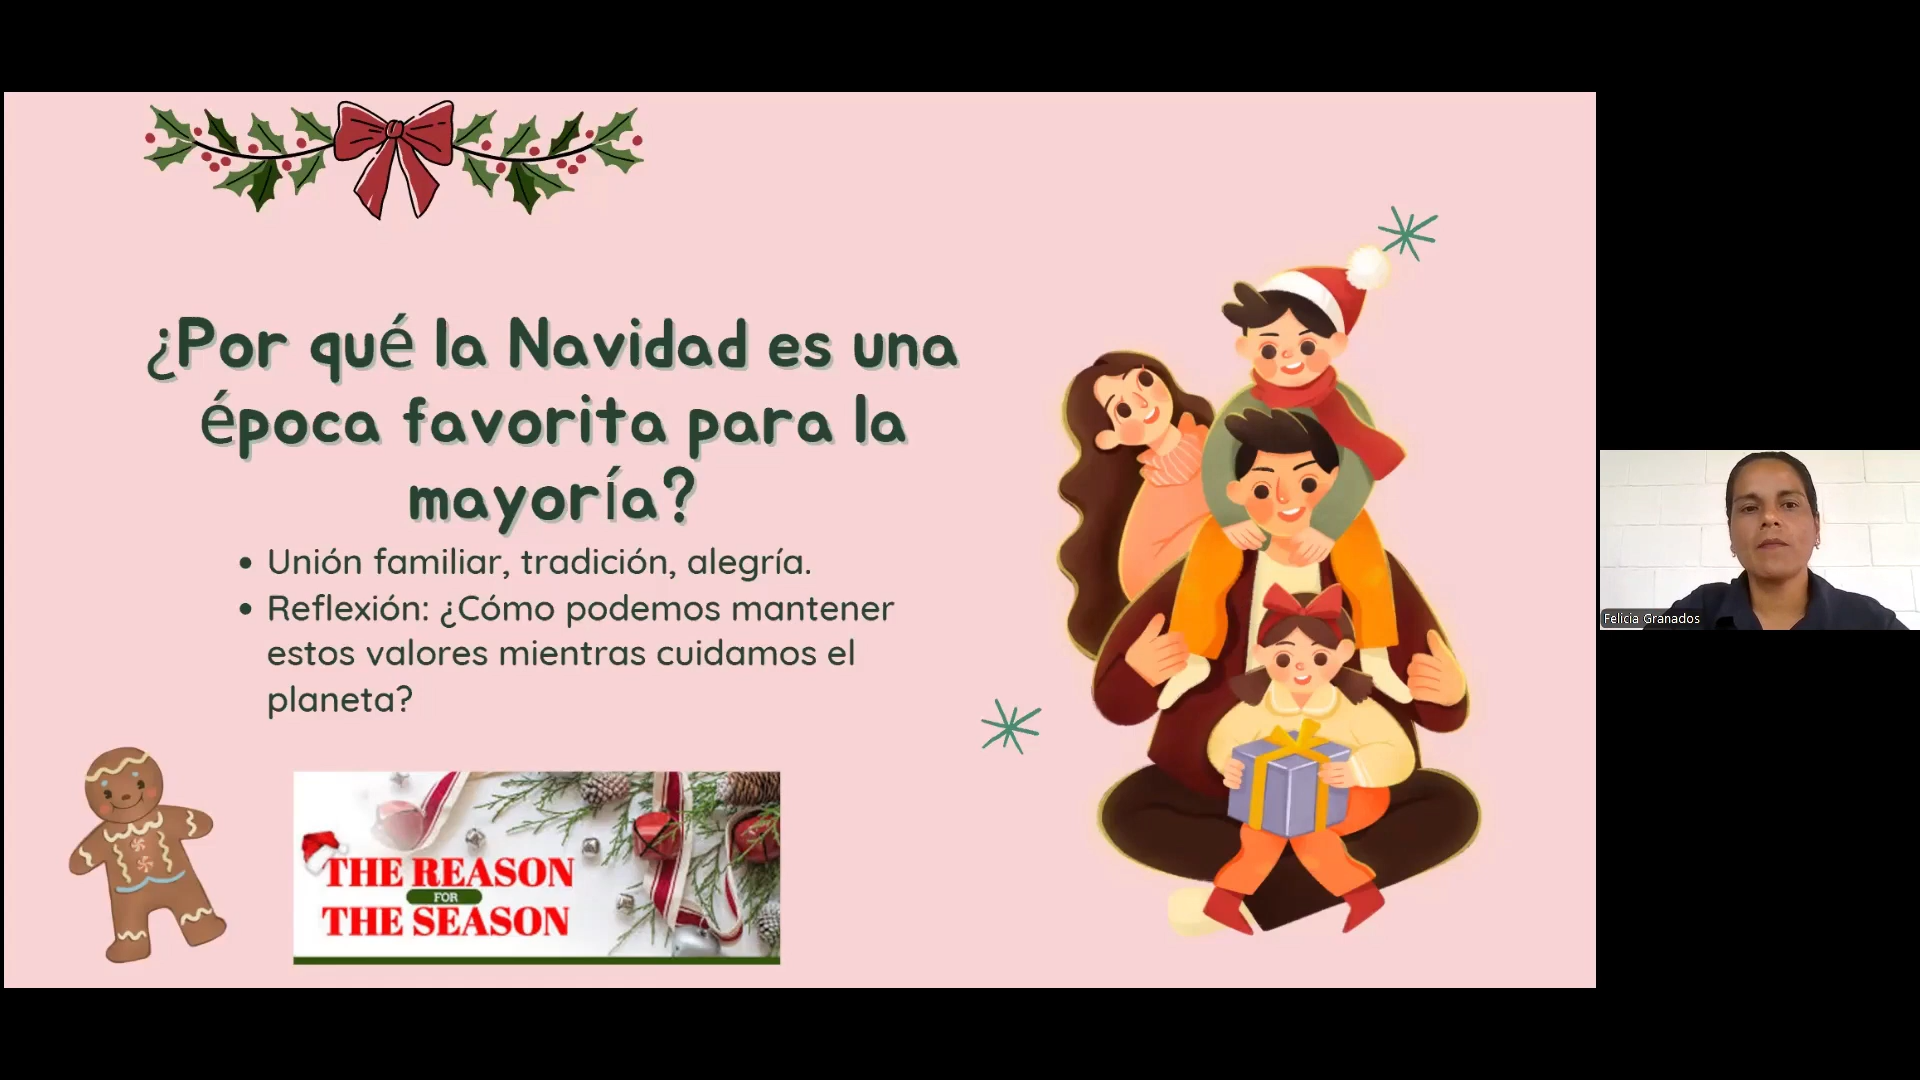 ¿Por qué la Navidad es una
época favorita para la
mayoría?
• Unión familiar, tradición, alegría.
• Reflexión: ¿Cómo podemos mantener
estos valores mientras cuidamos el
planeta?
THE REASON
FOR
THE SEASON
Felicia Granados